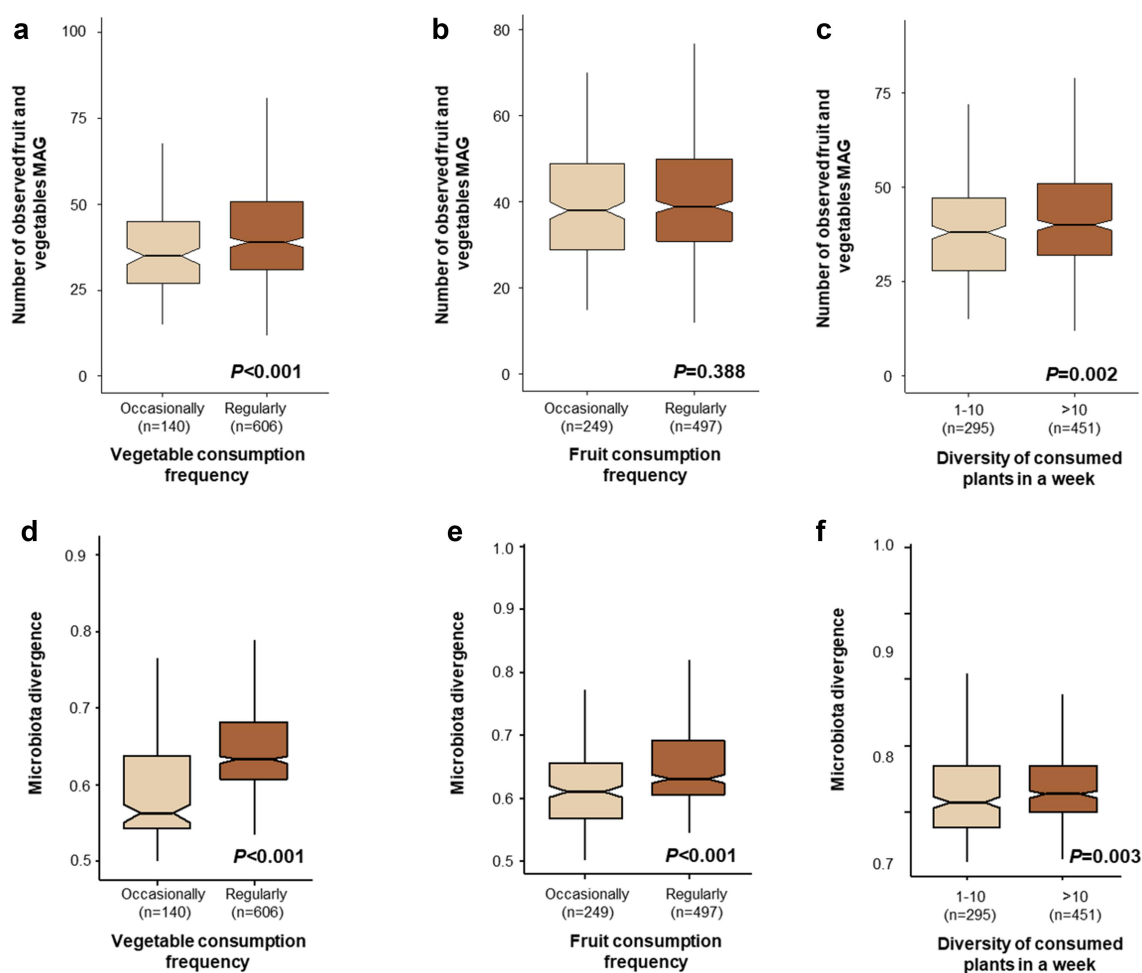 a
Number of observed fruit and
vegetables MAG
100
75
50
25
0
P<0.001
Occasionally Regularly
(n=140) (n=606)
Vegetable consumption
frequency
b
Number of observed fruit and
vegetables MAG
80
60
40
20
0
P=0.388
Occasionally Regularly
(n=249) (n=497)
Fruit consumption
frequency
c
Number of observed fruit and
vegetables MAG
75
50
25
0
P=0.002
1-10 >10
(n=295) (n=451)
Diversity of consumed
plants in a week
d
Microbiota divergence
0.9
0.8
0.7
0.6
0.5
P<0.001
Occasionally Regularly
(n=140) (n=606)
Vegetable consumption
frequency
e
Microbiota divergence
1.0
0.9
0.8
0.7
0.6
0.5
P<0.001
Occasionally Regularly
(n=249) (n=497)
Fruit consumption
frequency
f
Microbiota divergence
1.0
0.9
0.8
0.7
P=0.003
1-10 >10
(n=295) (n=451)
Diversity of consumed
plants in a week